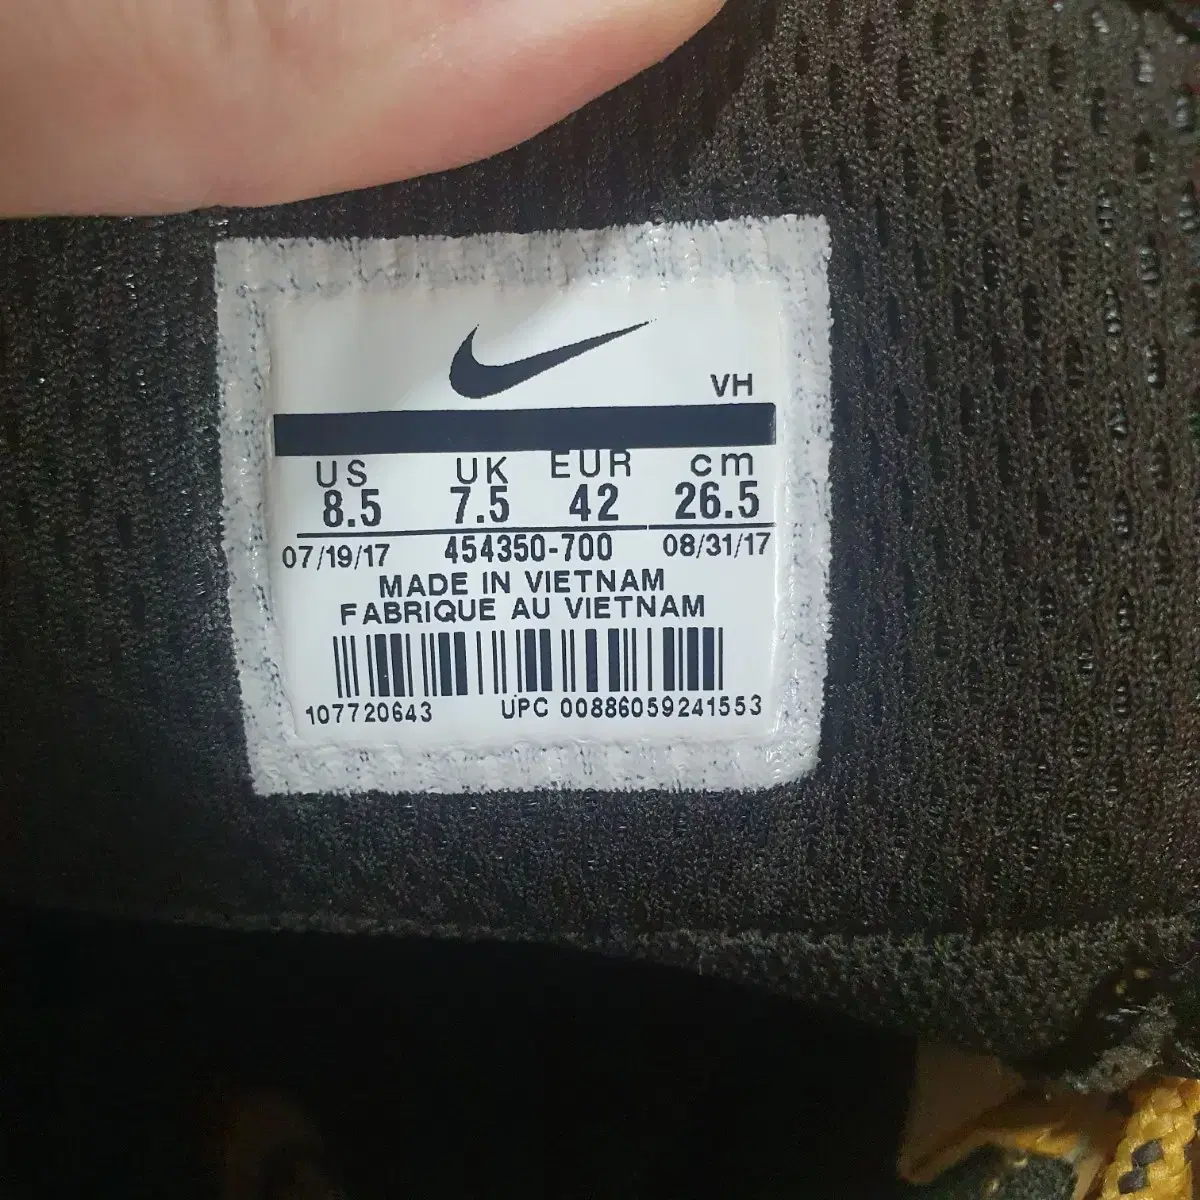 VH
US UK EUR cm
8.5 7.5 42 26.5
07/19/17 454350-700 08/31/17
MADE IN VIETNAM
FABRIQUE AU VIETNAM
107720643 UPC 00886059241553